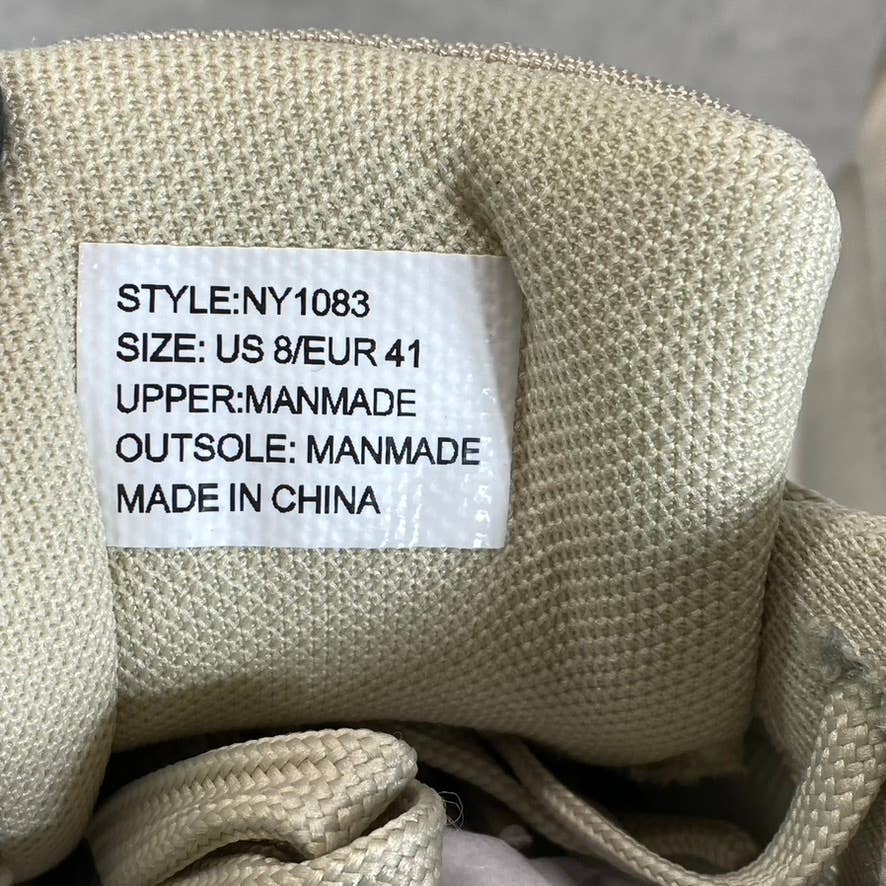 STYLE:NY1083
SIZE: US 8/EUR 41
UPPER:MANMADE
OUTSOLE: MANMADE
MADE IN CHINA